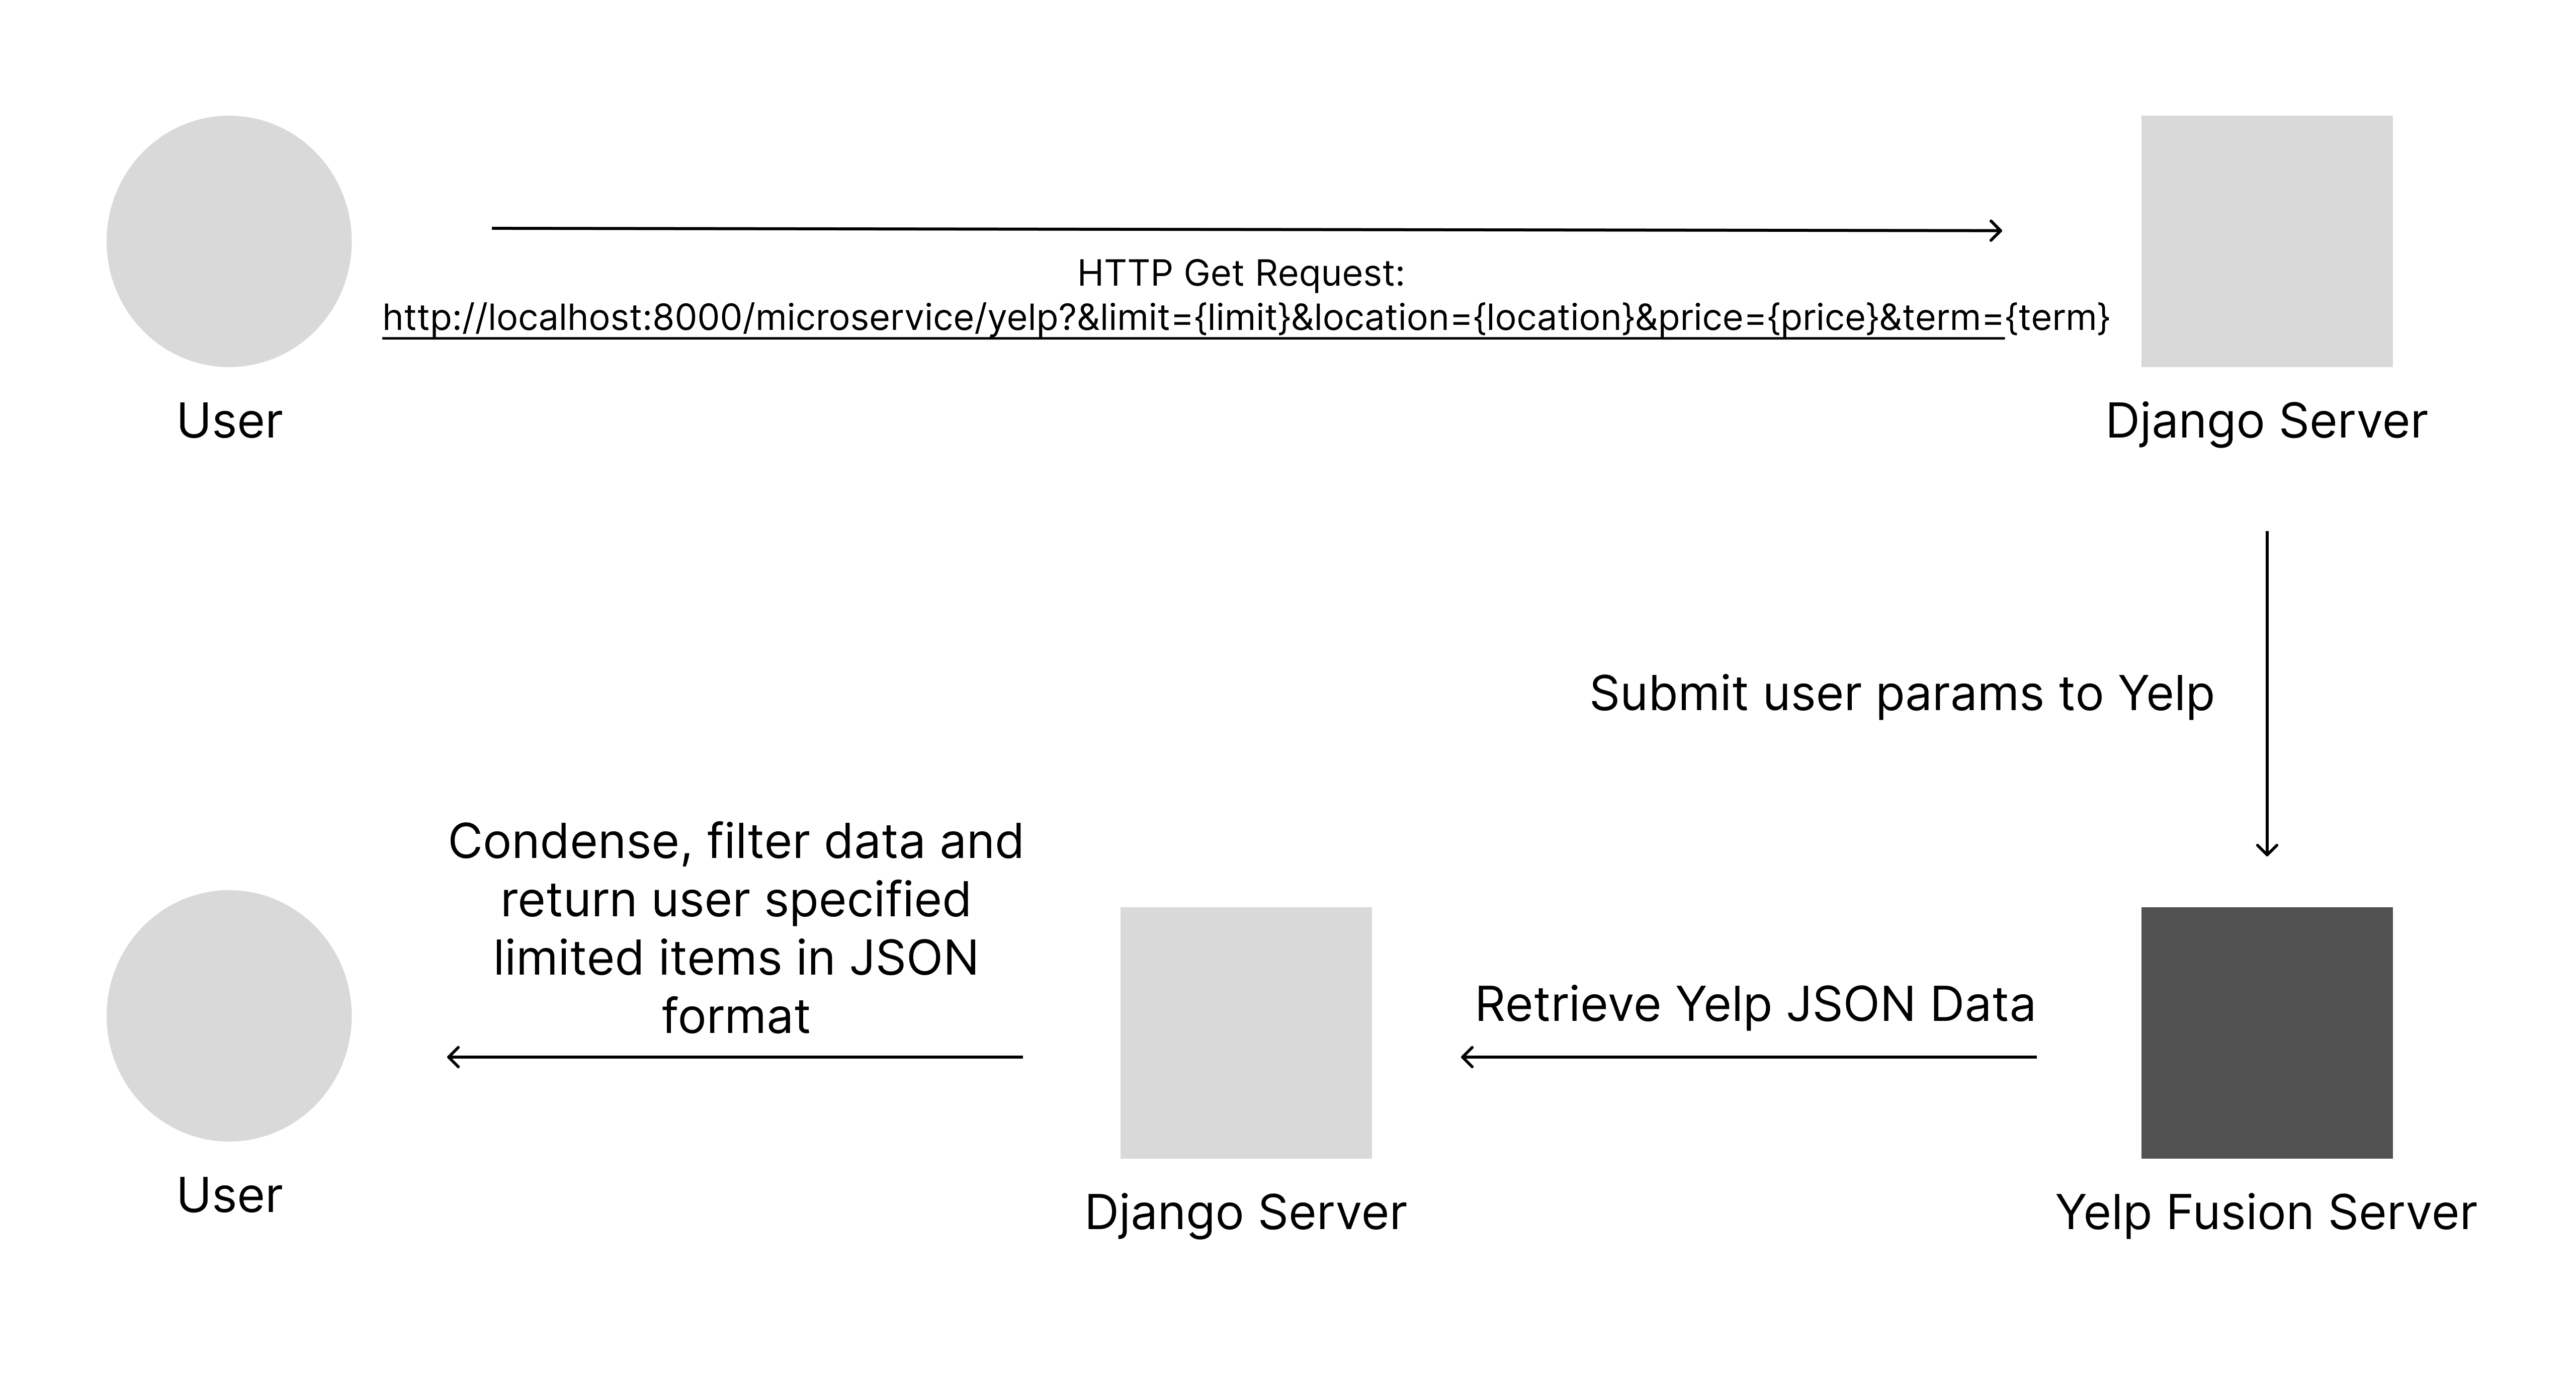 HTTP Get Request:
http://localhost:8000/microservice/yelp?&limit={limit}&location={location}&price={price}&term={term}
User
Django Server
Submit user params to Yelp
Condense, filter data and
return user specified
limited items in JSON
format
Retrieve Yelp JSON Data
User
Django Server
Yelp Fusion Server